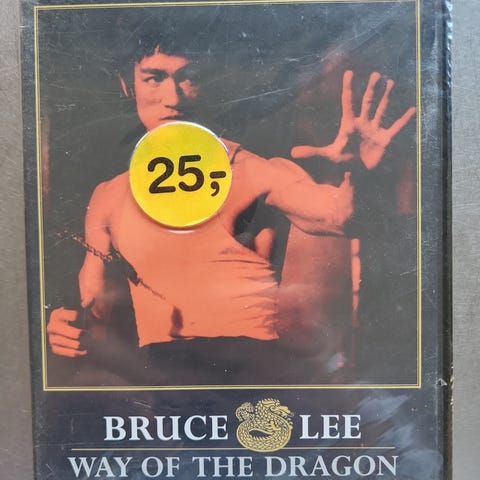 25,-
BRUCE LEE
WAY OF THE DRAGON